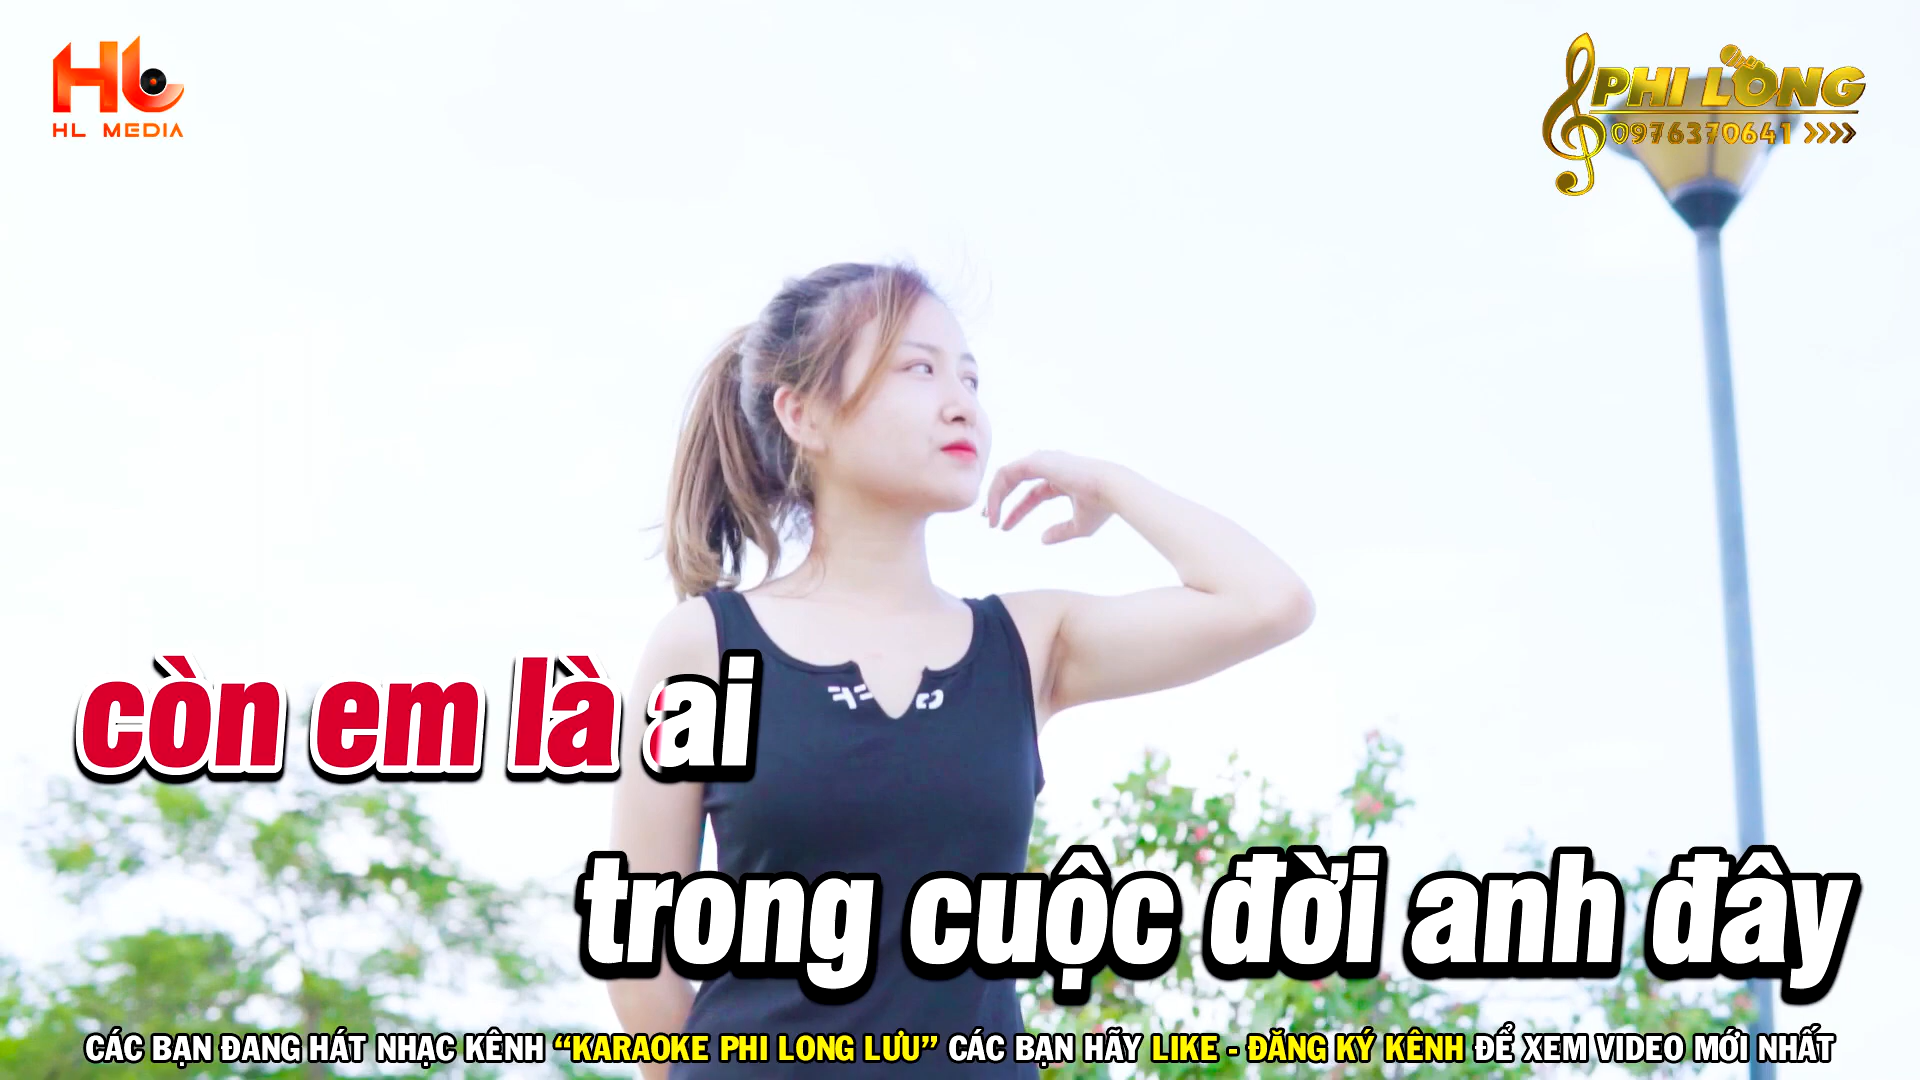 HL MEDIA
PHI LONG
0976370641
còn em là ai
trong cuộc đời anh đây
CÁC BẠN ĐANG HÁT NHẠC KÊNH “KARAOKE PHI LONG LƯU” CÁC BẠN HÃY LIKE - ĐĂNG KÝ KÊNH ĐỂ XEM VIDEO MỚI NHẤT